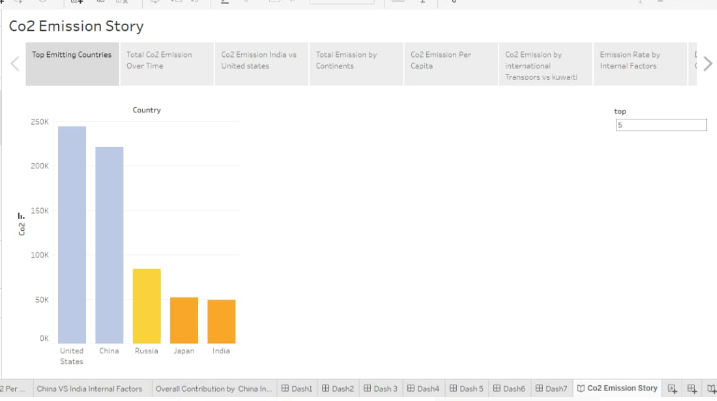 Co2 Emission Story
Top Emitting Countries
Total Co2 Emission
Over Time
Co2 Emission India vs
United states
Total Emission by
Continents
Co2 Emission Per
Capita
Co2 Emission by
international
Transpors vs kuwaiti
Emission Rate by
Internal Factors
Country
top
5
250K
200K
150K
100K
50K
0K
Co2
United
States
China
Russia
Japan
India
2 Per ...
China VS India Internal Factors
Overall Contribution by China In...
Dash1
Dash2
Dash 3
Dash4
Dash 5
Dash6
Dash7
Co2 Emission Story